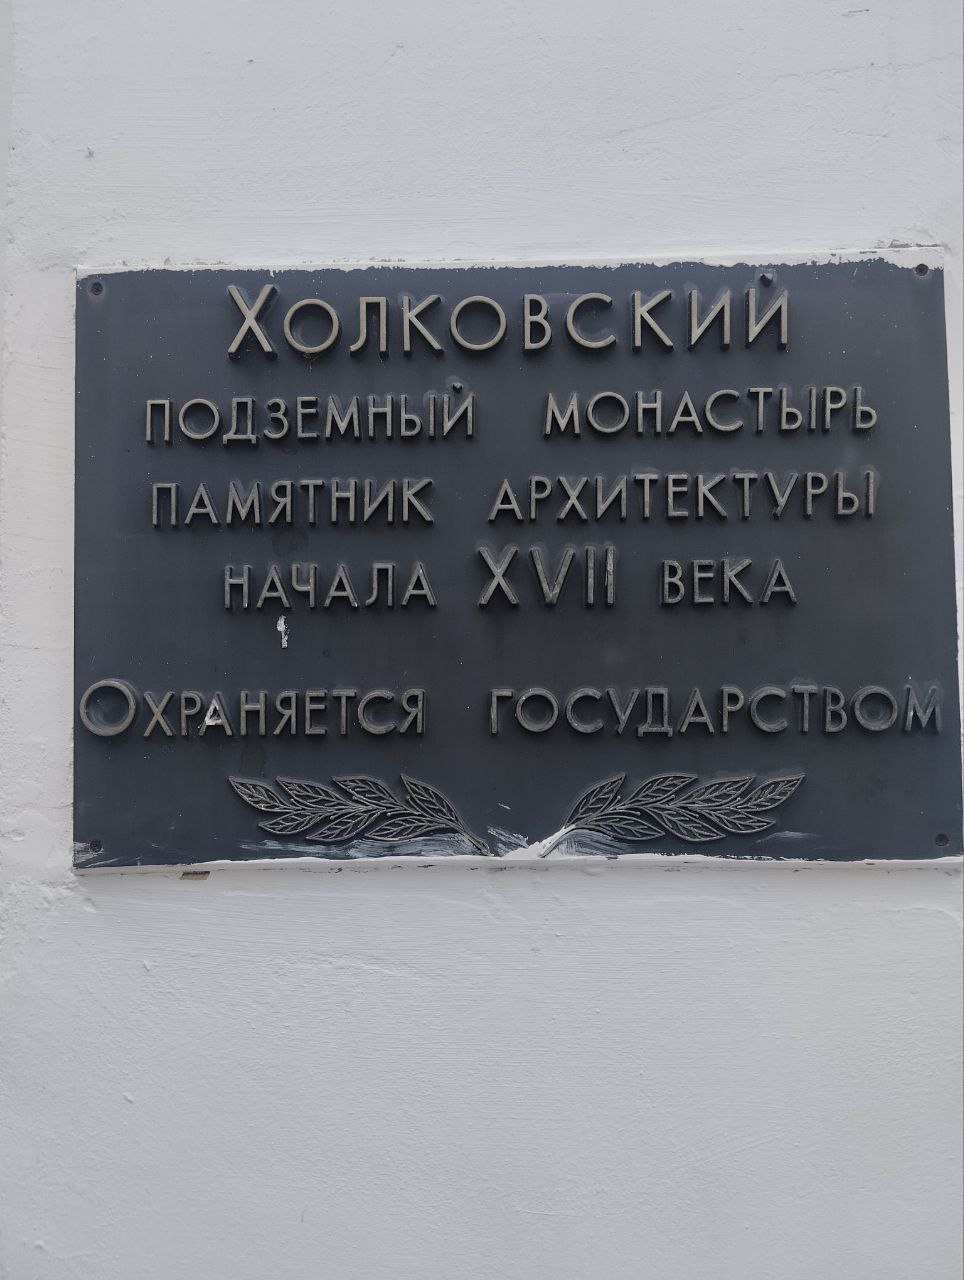 Холковский
подземный монастырь
памятник архитектуры
начала XVII века
Охраняется государством